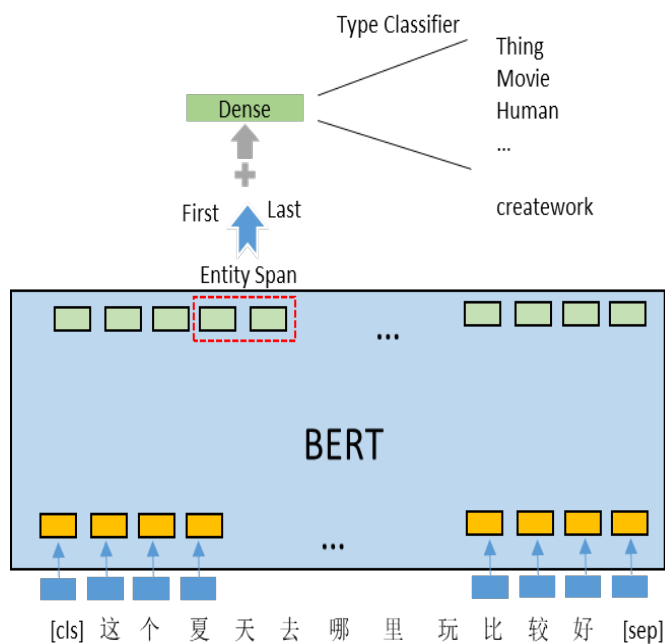 Type Classifier
Thing
Movie
Human
...
creatework
Dense
First
Last
Entity Span
...
BERT
...
[cls] 这 个 夏 天 去 哪 里 玩 比 较 好 [sep]